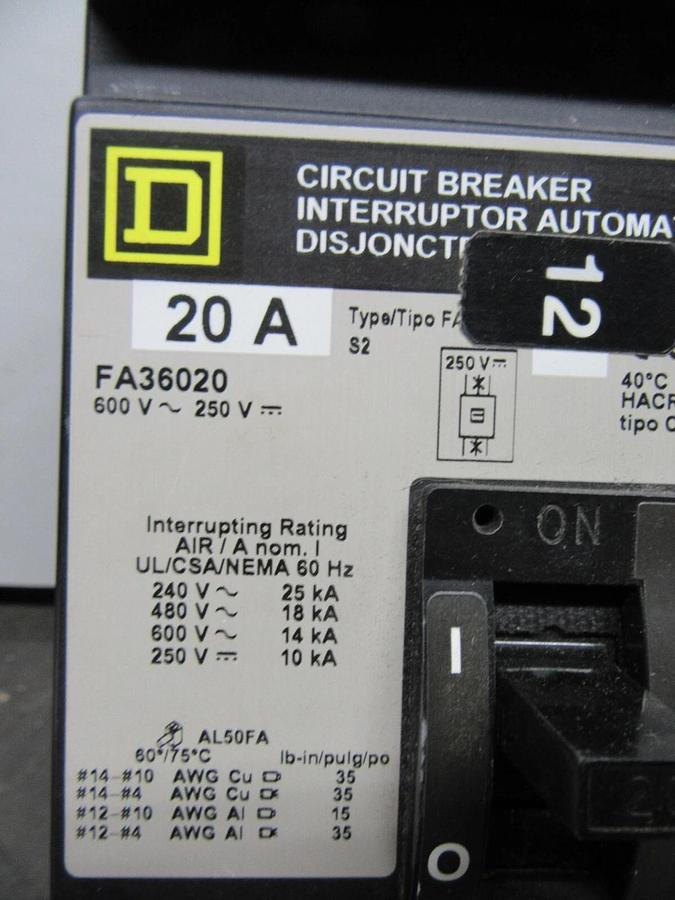 D
CIRCUIT BREAKER
INTERRUPTOR AUTOMA
DISJONCT
12
20 A
Type/Tipo FA
S2
FA36020
600 V ~ 250 V ⎓
250 V ⎓
40°C
HACR
tipo
Interrupting Rating
AIR / A nom. I
UL/CSA/NEMA 60 Hz
240 V ~ 25 kA
480 V ~ 18 kA
600 V ~ 14 kA
250 V ⎓ 10 kA
ON
I
O
AL50FA
60°/75°C lb-in/pulg/po
#14-#10 AWG Cu 35
#14-#4 AWG Cu 35
#12-#10 AWG Al 15
#12-#4 AWG Al 35